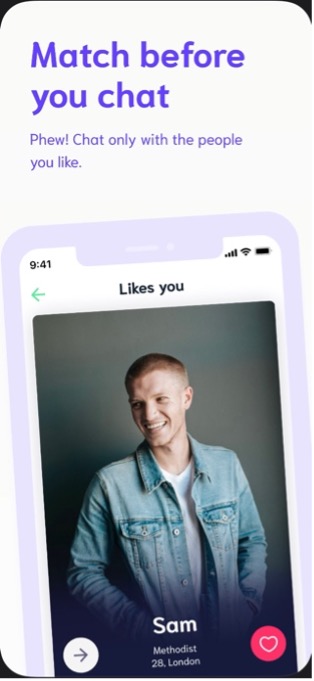 Match before
you chat
Phew! Chat only with the people
you like.
9:41
Likes you
Sam
Methodist
28, London